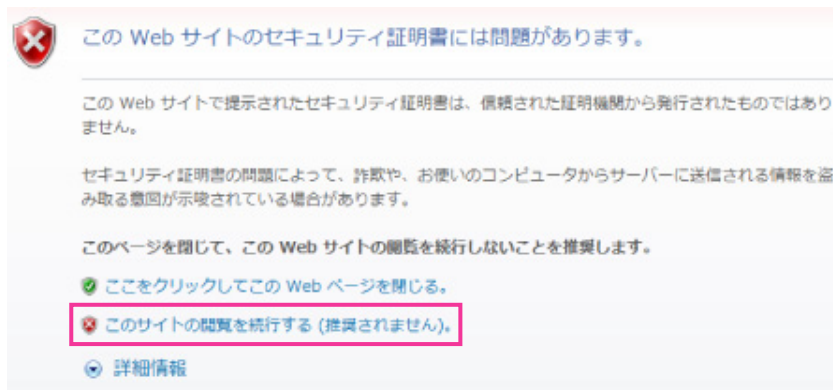 この Web サイトのセキュリティ証明書には問題があります。
この Web サイトで提示されたセキュリティ証明書は、信頼された証明機関から発行されたものではあり
ません。
セキュリティ証明書の問題によって、詐欺や、お使いのコンピュータからサーバーに送信される情報を盗
み取る意図が示唆されている場合があります。
このページを閉じて、この Web サイトの閲覧を続行しないことを推奨します。
ここをクリックしてこの Web ページを閉じる。
このサイトの閲覧を続行する (推奨されません)。
詳細情報